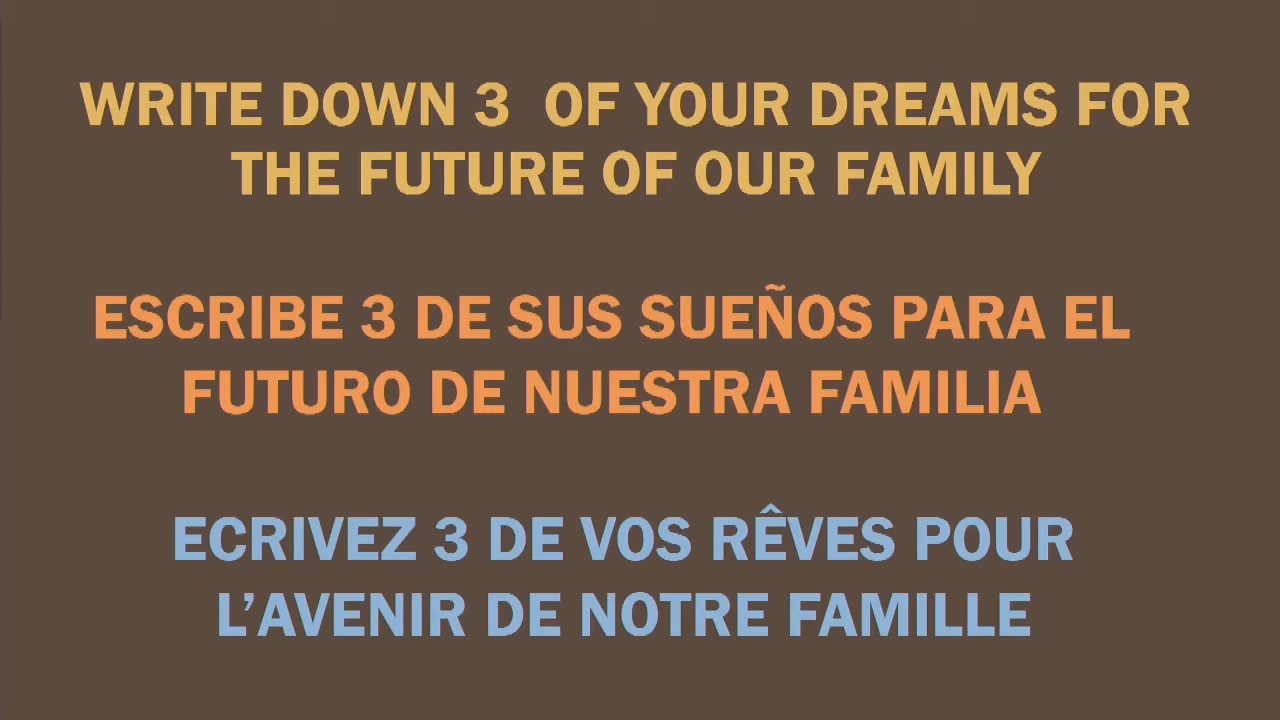 WRITE DOWN 3 OF YOUR DREAMS FOR
THE FUTURE OF OUR FAMILY
ESCRIBE 3 DE SUS SUEÑOS PARA EL
FUTURO DE NUESTRA FAMILIA
ECRIVEZ 3 DE VOS RÊVES POUR
L’AVENIR DE NOTRE FAMILLE